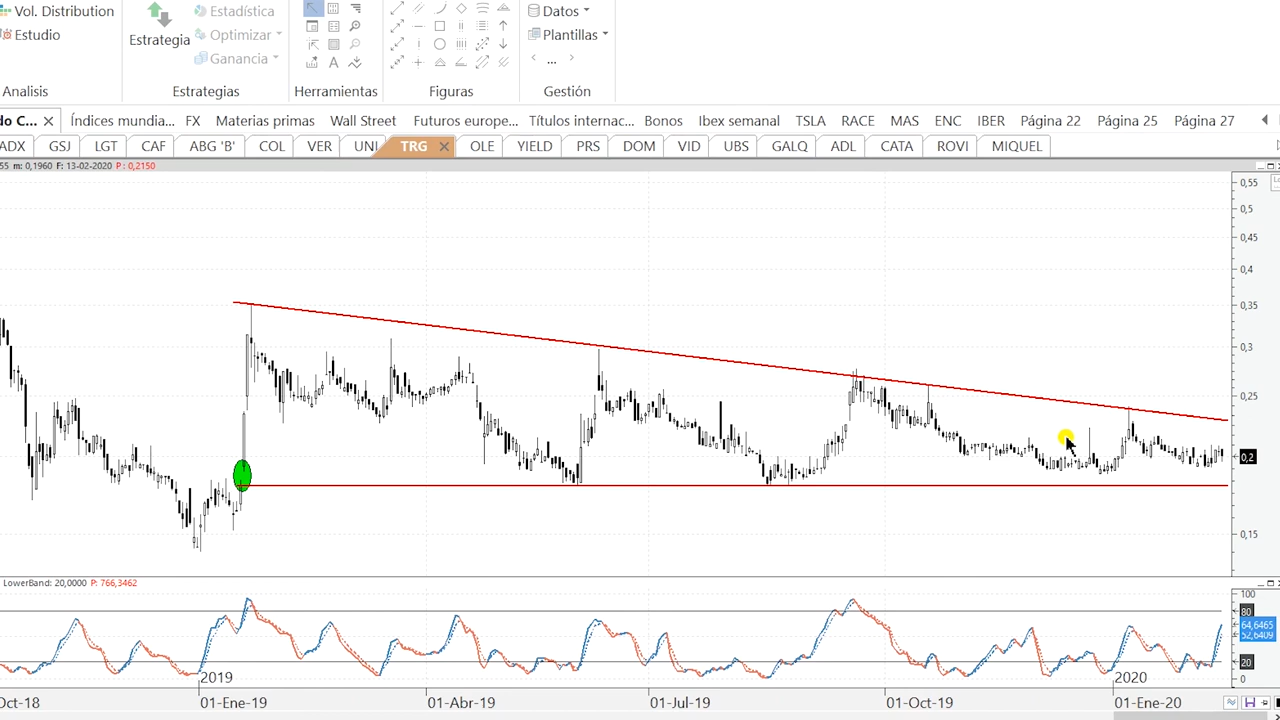 Vol. Distribution
Estudio
Analisis
Estrategia
Estadística
Optimizar
Ganancia
Estrategias
A
Herramientas
Figuras
Datos
Plantillas
< ... >
Gestión
do C... Índices mundia... FX Materias primas Wall Street Futuros europe... Títulos internac... Bonos Ibex semanal TSLA RACE MAS ENC IBER Página 22 Página 25 Página 27
ADX GSJ LGT CAF ABG 'B' COL VER UNI TRG OLE YIELD PRS DOM VID UBS GALQ ADL CATA ROVI MIQUEL
55 m: 0,1960 F: 13-02-2020 P: 0,2150
0,55
0,5
0,45
0,4
0,35
0,3
0,25
0,2
0,15
LowerBand: 20,0000 P: 766,3462
100
80
64,6465
52,6409
20
0
2019 2020
Oct-18 01-Ene-19 01-Abr-19 01-Jul-19 01-Oct-19 01-Ene-20